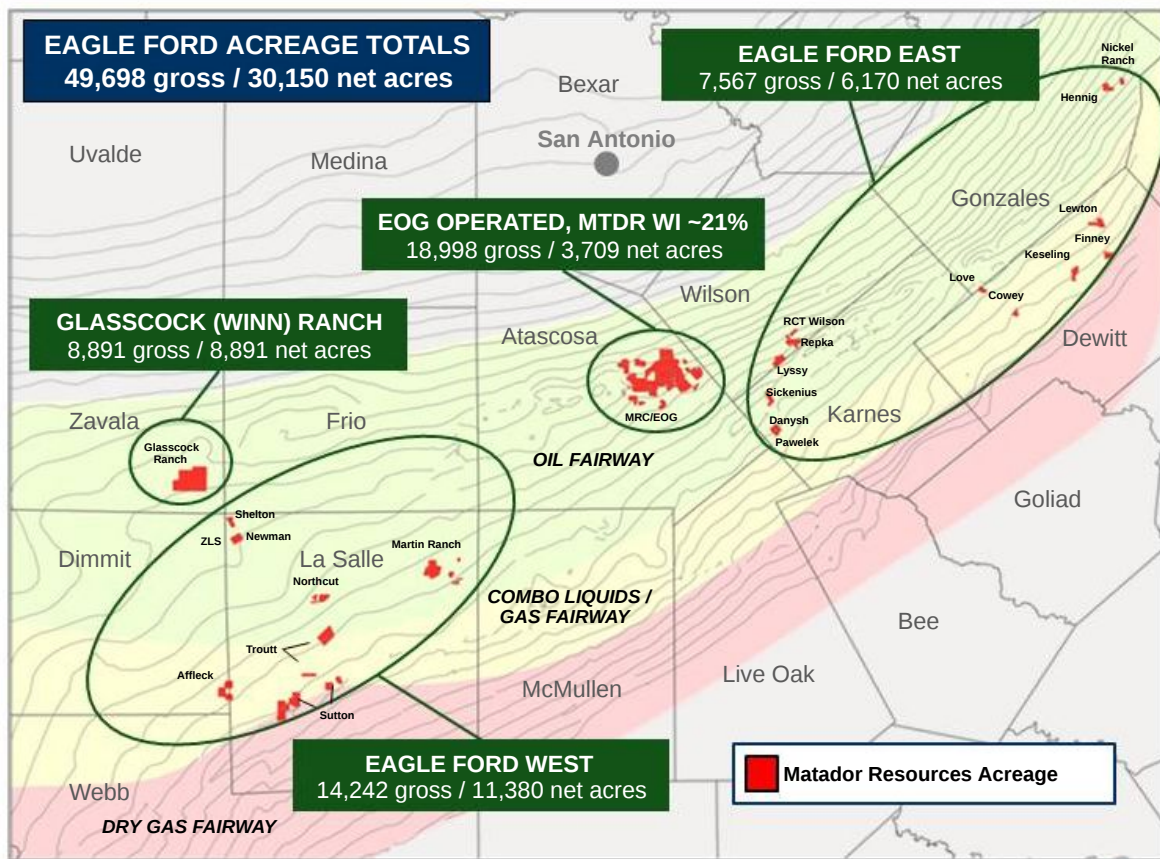 EAGLE FORD ACREAGE TOTALS
49,698 gross / 30,150 net acres
EAGLE FORD EAST
7,567 gross / 6,170 net acres
Nickel
Ranch
Hennig
Bexar
San Antonio
Uvalde
Medina
Gonzales
EOG OPERATED, MTDR WI ~21%
18,998 gross / 3,709 net acres
Lewton
Finney
Keseling
Love
Cowey
Wilson
GLASSCOCK (WINN) RANCH
8,891 gross / 8,891 net acres
Atascosa
RCT Wilson
Repka
Lyssy
Dewitt
Sickenius
Zavala
Frio
MRC/EOG
Karnes
Danysh
Pawelek
Glasscock
Ranch
OIL FAIRWAY
Goliad
Shelton
ZLS
Newman
Dimmit
La Salle
Martin Ranch
Northcut
COMBO LIQUIDS /
GAS FAIRWAY
Bee
Troutt
Affleck
Live Oak
McMullen
Sutton
EAGLE FORD WEST
14,242 gross / 11,380 net acres
Matador Resources Acreage
Webb
DRY GAS FAIRWAY